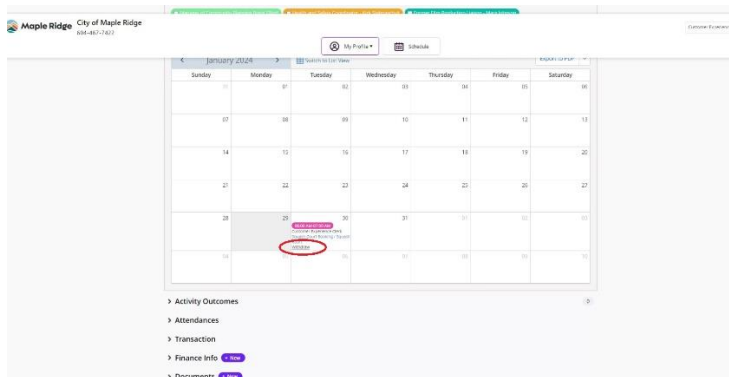 Maple Ridge
City of Maple Ridge
604-467-7422
My Profile
Schedule
January 2024
Switch to List View
Export to PDF
Sunday Monday Tuesday Wednesday Thursday Friday Saturday
01 02 03 04 05 06
07 08 09 10 11 12 13
14 15 16 17 18 19 20
21 22 23 24 25 26 27
28 29 30 31 01 02 03
Customer Experience
Withdraw
04 05 06 07 08 09 10
Activity Outcomes 0
Attendances
Transaction
Finance Info + New
Documents + New